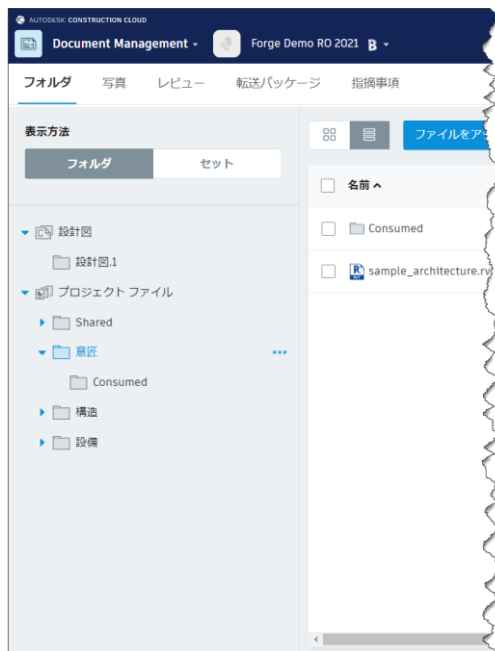 AUTODESK CONSTRUCTION CLOUD
Document Management
Forge Demo RO 2021 B
フォルダ 写真 レビュー 転送パッケージ 指摘事項
表示方法
フォルダ セット
ファイルをア
名前
設計図
設計図.1
プロジェクト ファイル
Shared
意匠
Consumed
構造
設備
Consumed
sample_architecture.rv